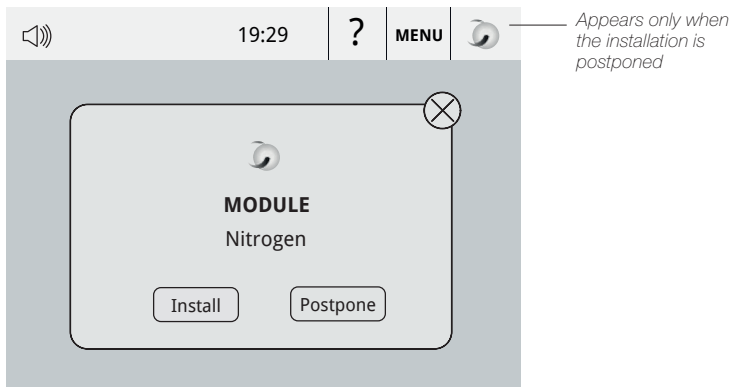 19:29
?
MENU
Appears only when
the installation is
postponed
MODULE
Nitrogen
Install
Postpone